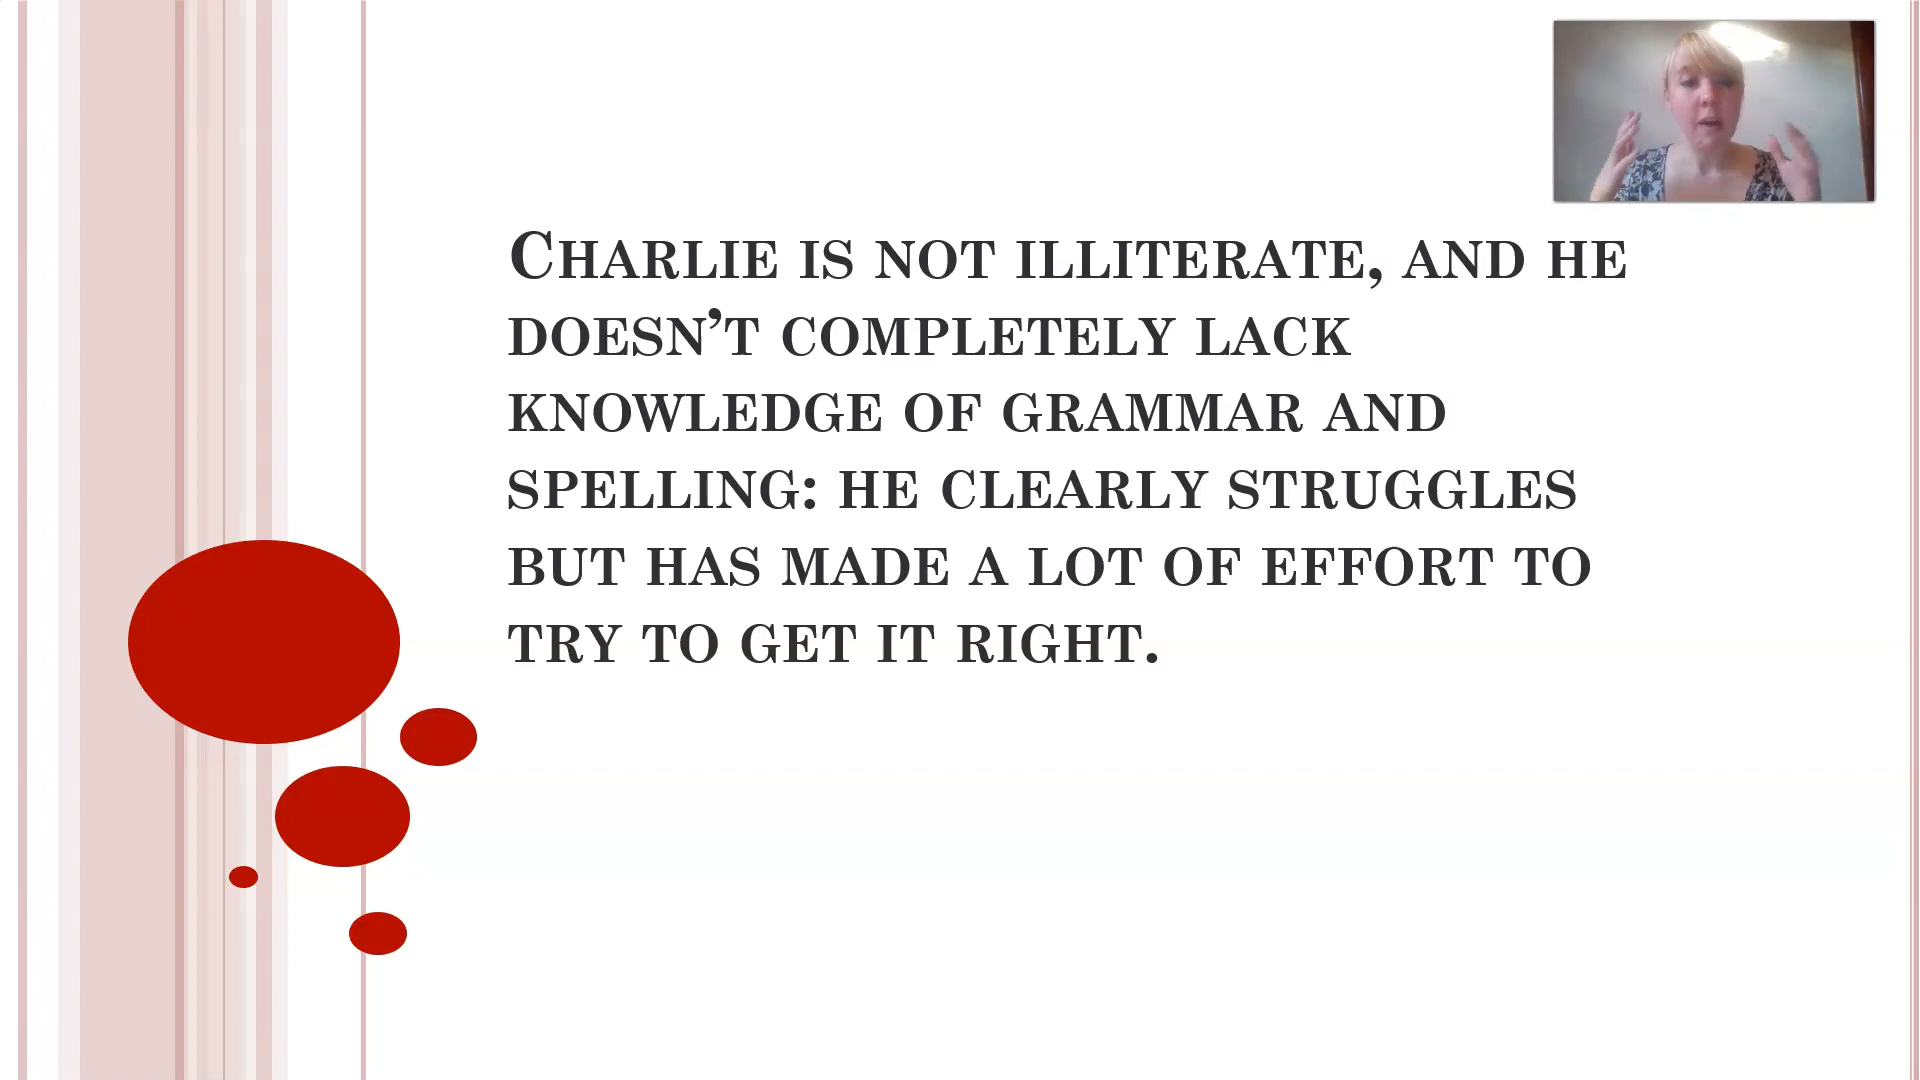 Charlie is not illiterate, and he
doesn’t completely lack
knowledge of grammar and
spelling: he clearly struggles
but has made a lot of effort to
try to get it right.